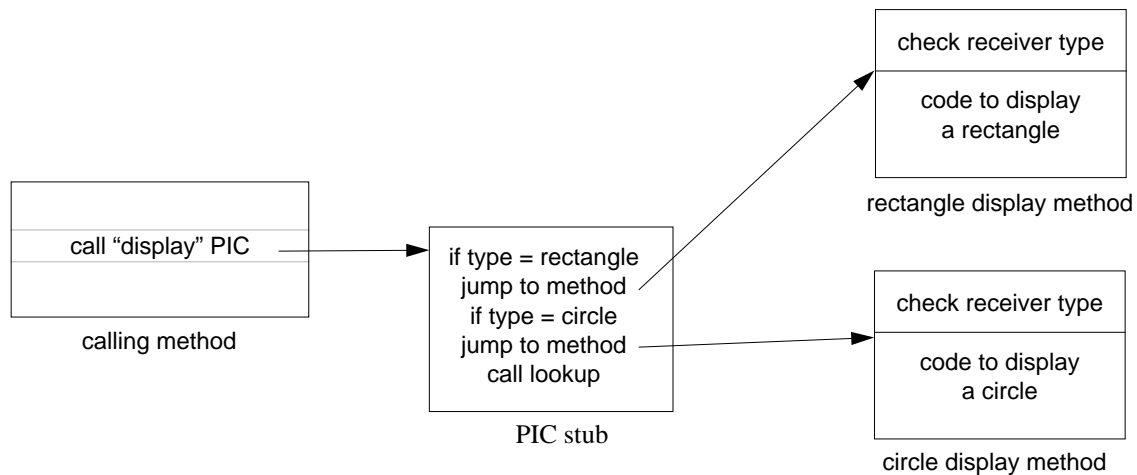 call “display” PIC
calling method
if type = rectangle
jump to method
if type = circle
jump to method
call lookup
PIC stub
check receiver type
code to display
a rectangle
rectangle display method
check receiver type
code to display
a circle
circle display method